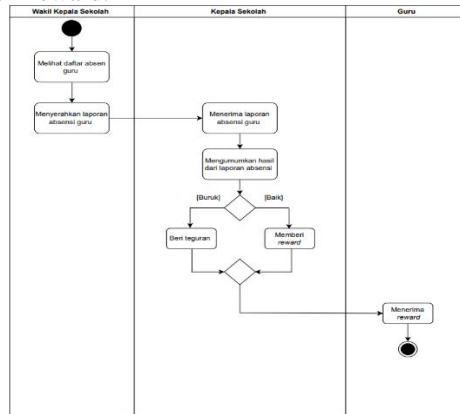 Wakil Kepala Sekolah
Kepala Sekolah
Guru
Melihat daftar absen
guru
Menyerahkan laporan
absensi guru
Menerima laporan
absensi guru
Mengumumkan hasil
dari laporan absensi
[Buruk]
[Baik]
Beri teguran
Memberi
reward
Menerima
reward